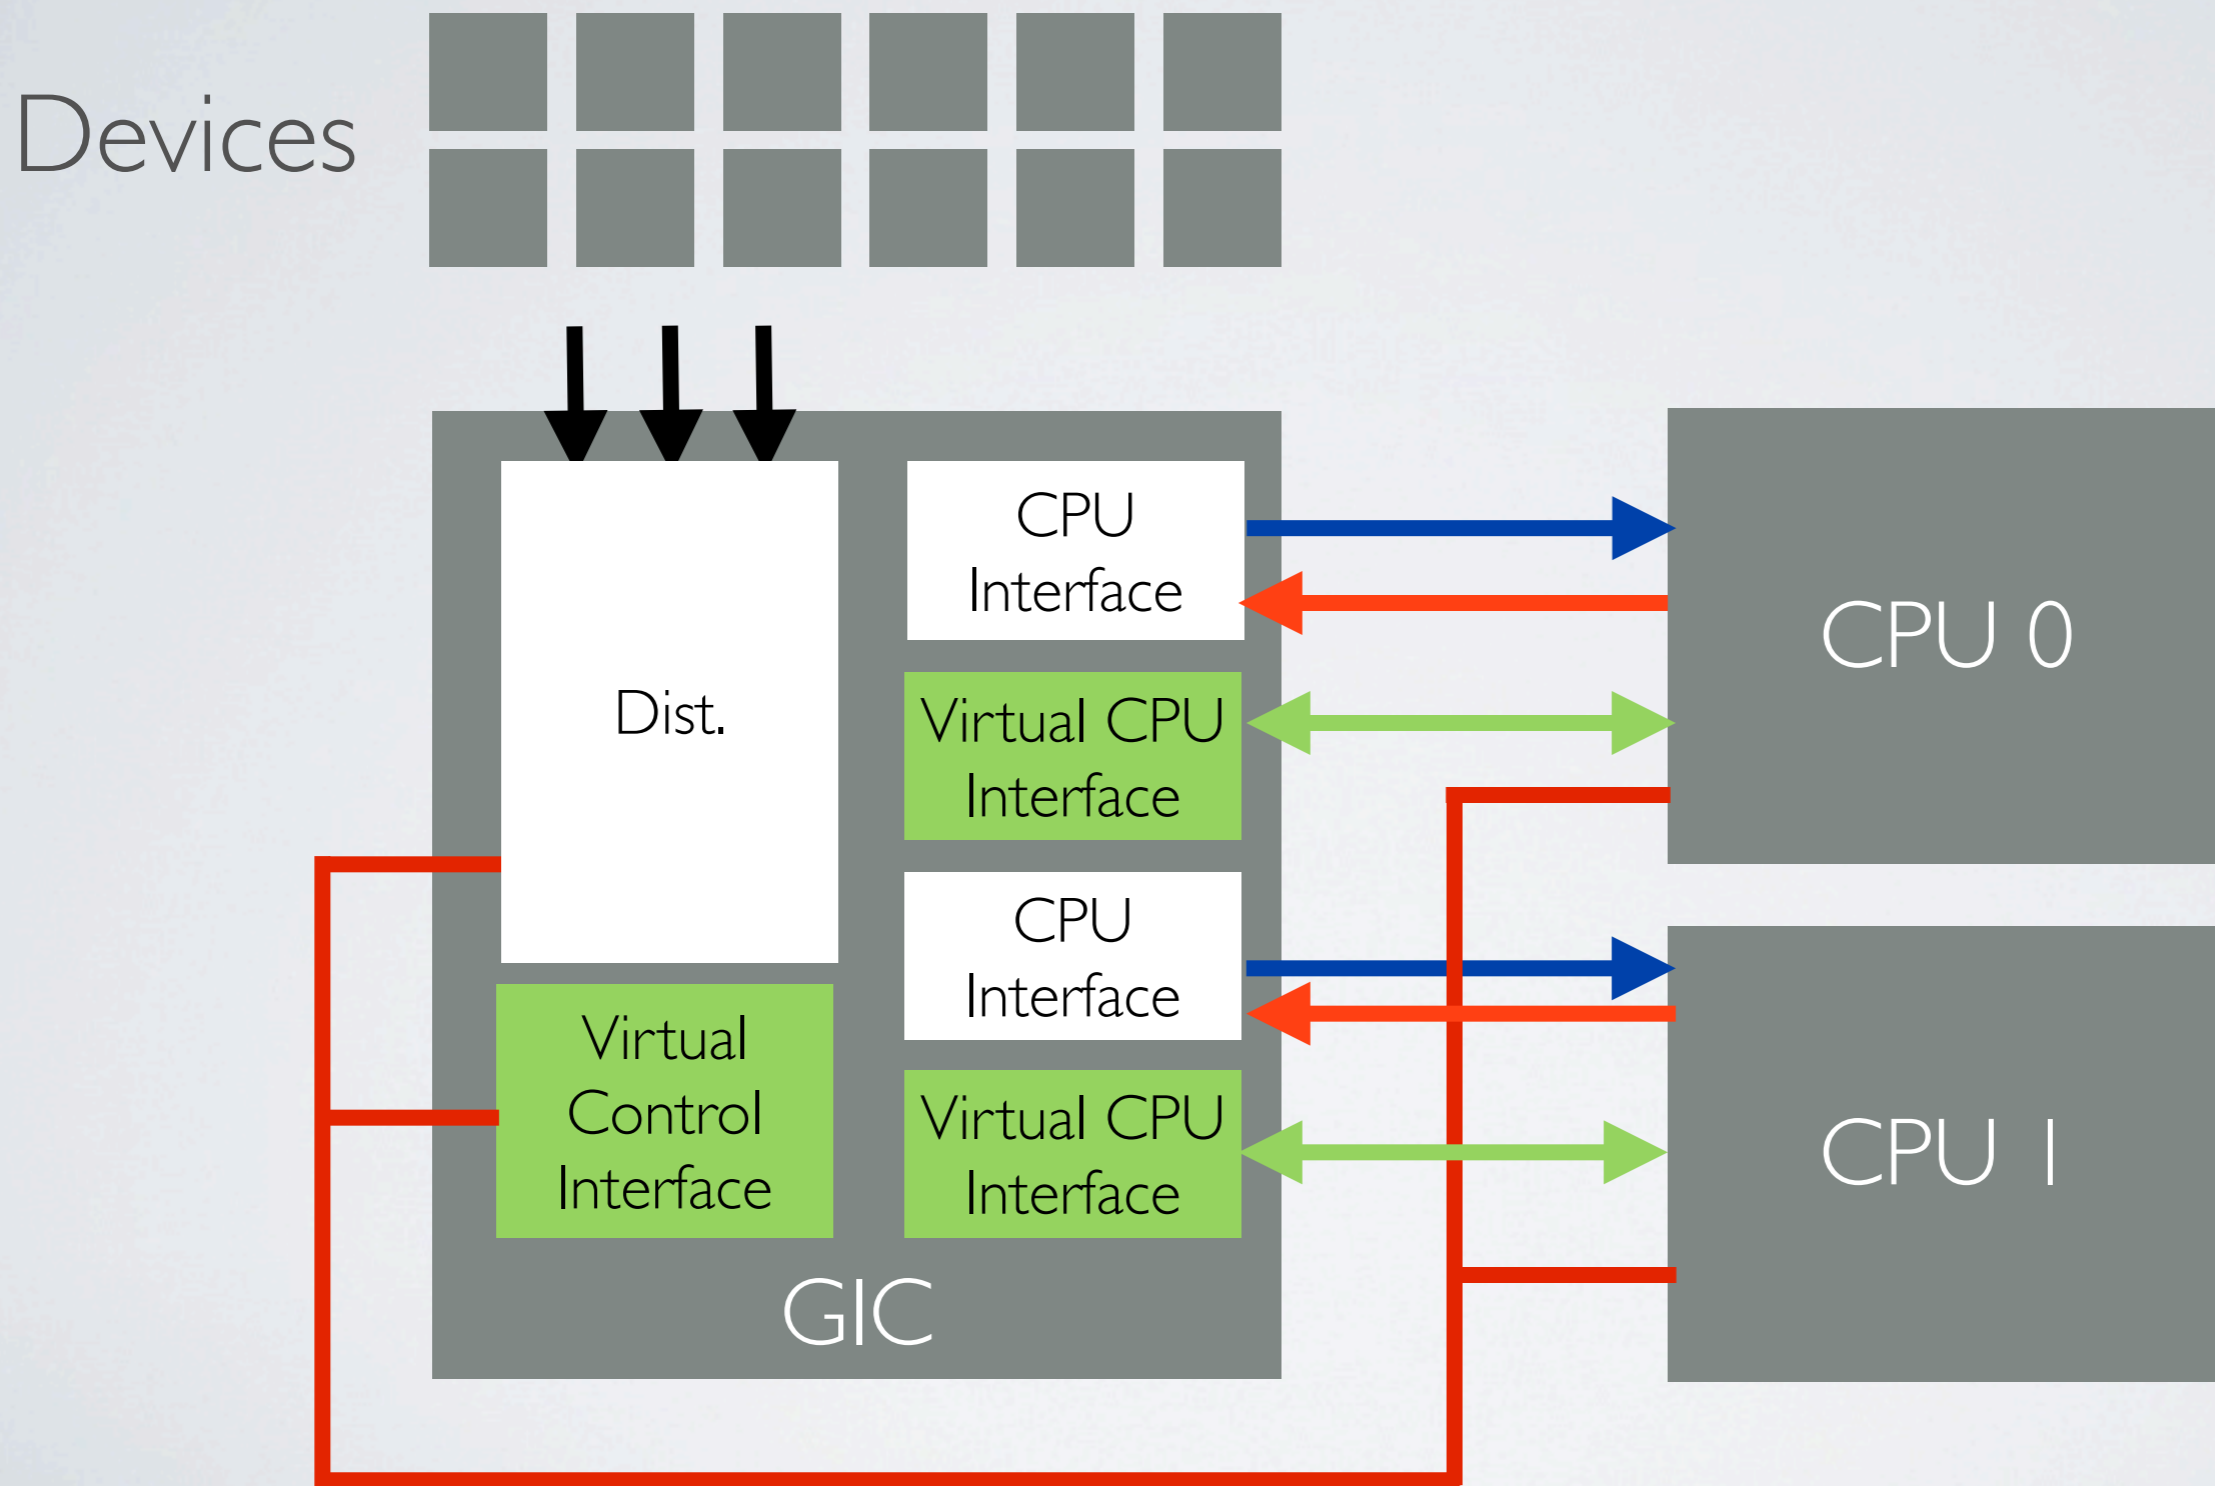 Devices
CPU
Interface
CPU 0
Dist.
Virtual CPU
Interface
CPU
Interface
Virtual
Control
Interface
Virtual CPU
Interface
CPU 1
GIC